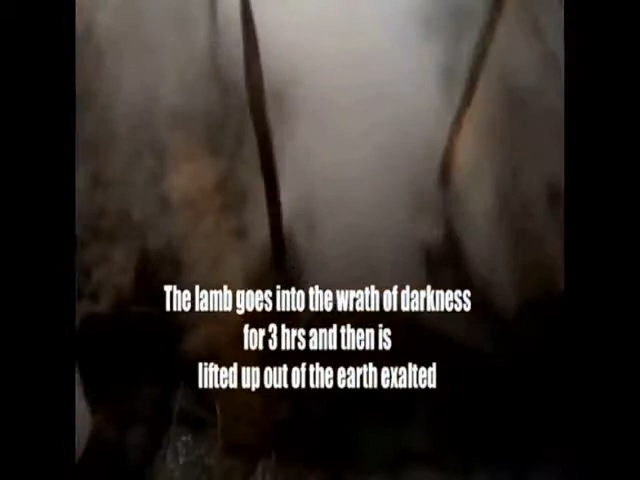 The lamb goes into the wrath of darkness
for 3 hrs and then is
lifted up out of the earth exalted